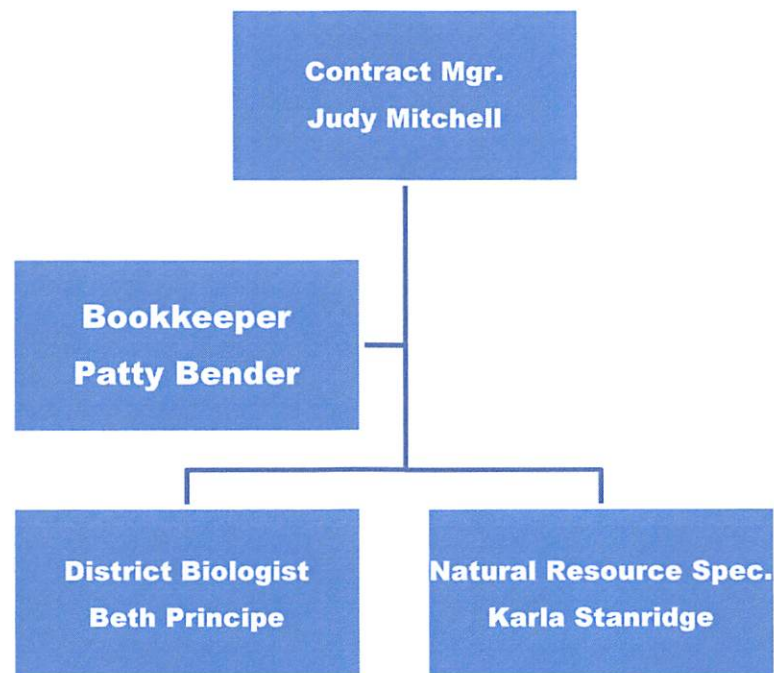 Contract Mgr.
Judy Mitchell
Bookkeeper
Patty Bender
District Biologist
Beth Principe
Natural Resource Spec.
Karla Stanridge